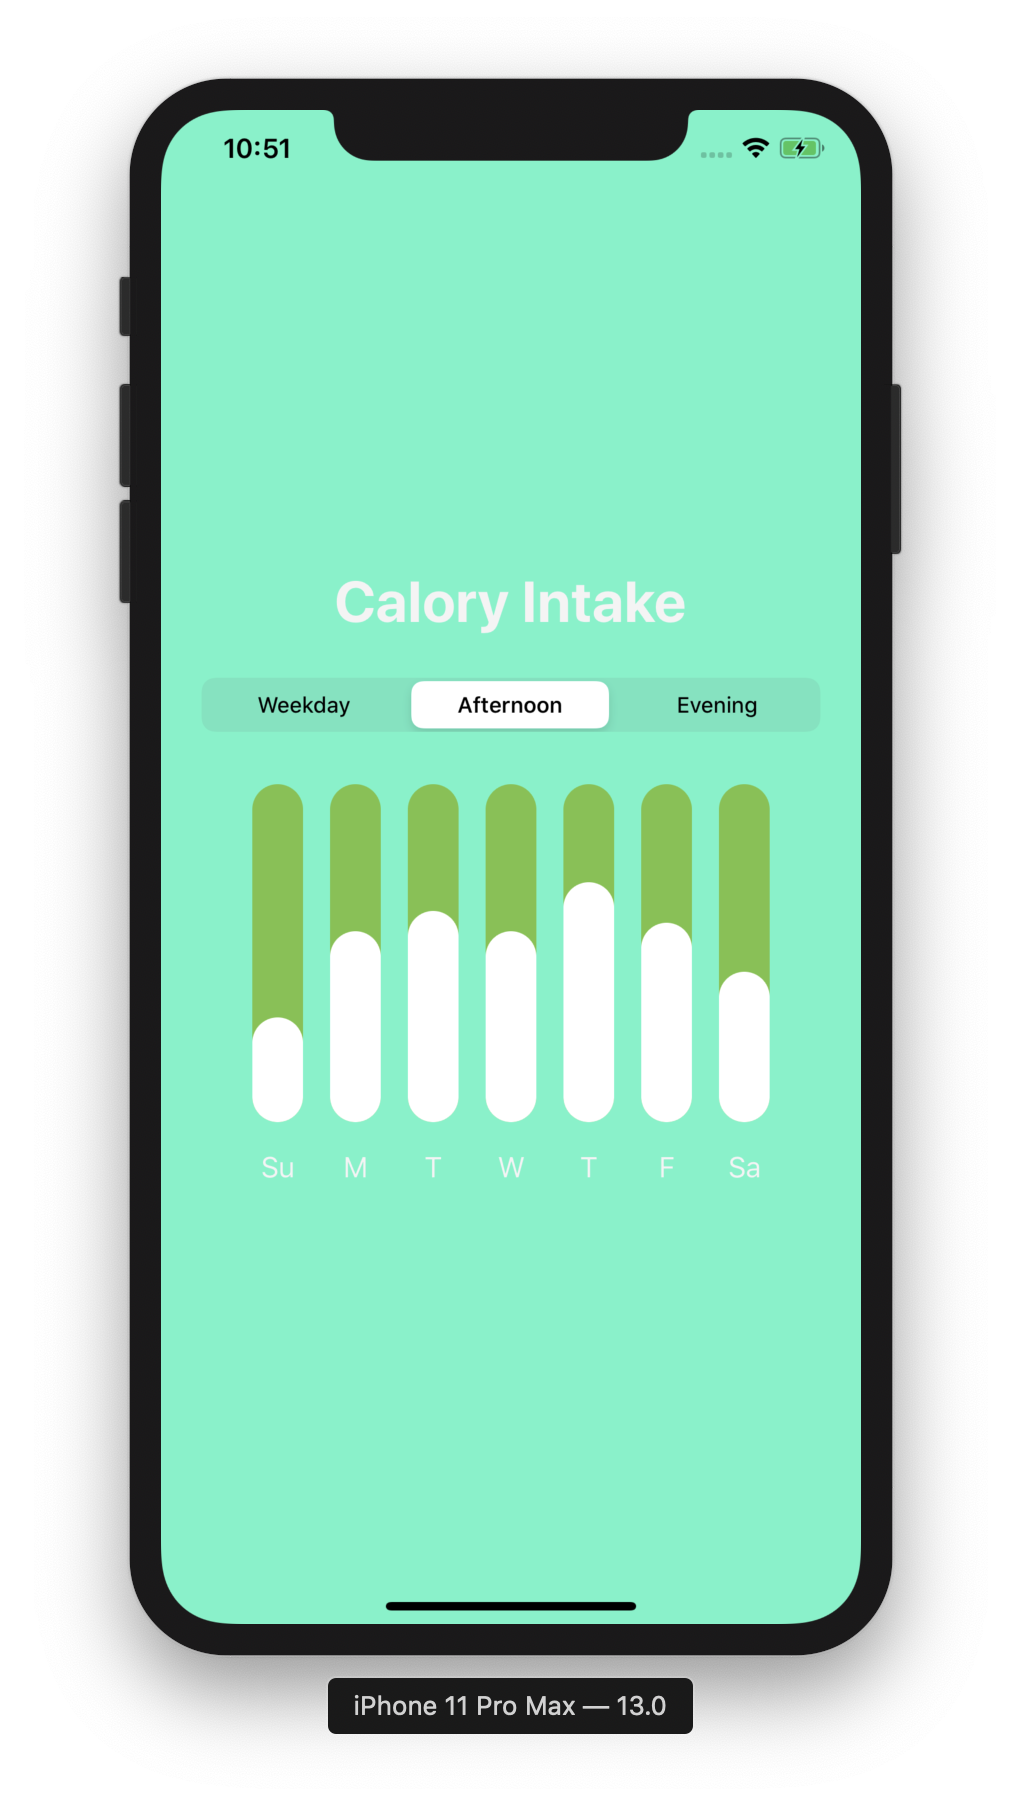 10:51
Calory Intake
Weekday Afternoon Evening
Su M T W T F Sa
iPhone 11 Pro Max — 13.0